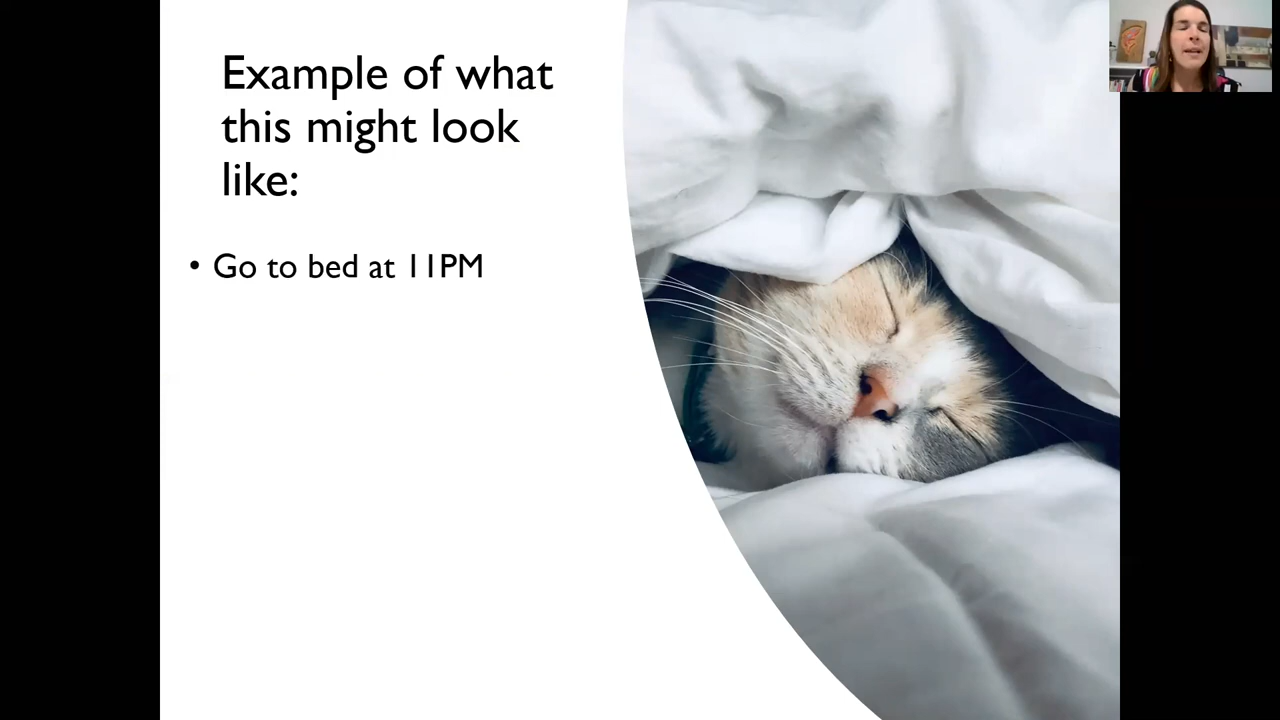 Example of what
this might look
like:
• Go to bed at 11PM